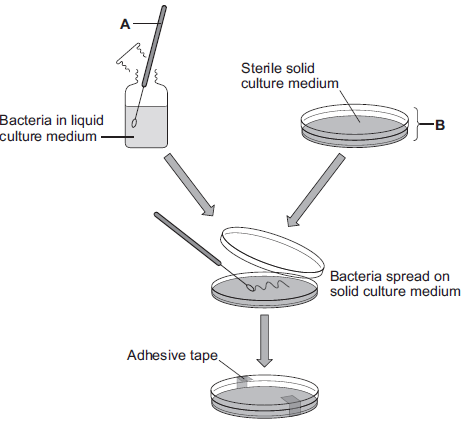 A
Sterile solid
culture medium
Bacteria in liquid
culture medium
B
Bacteria spread on
solid culture medium
Adhesive tape